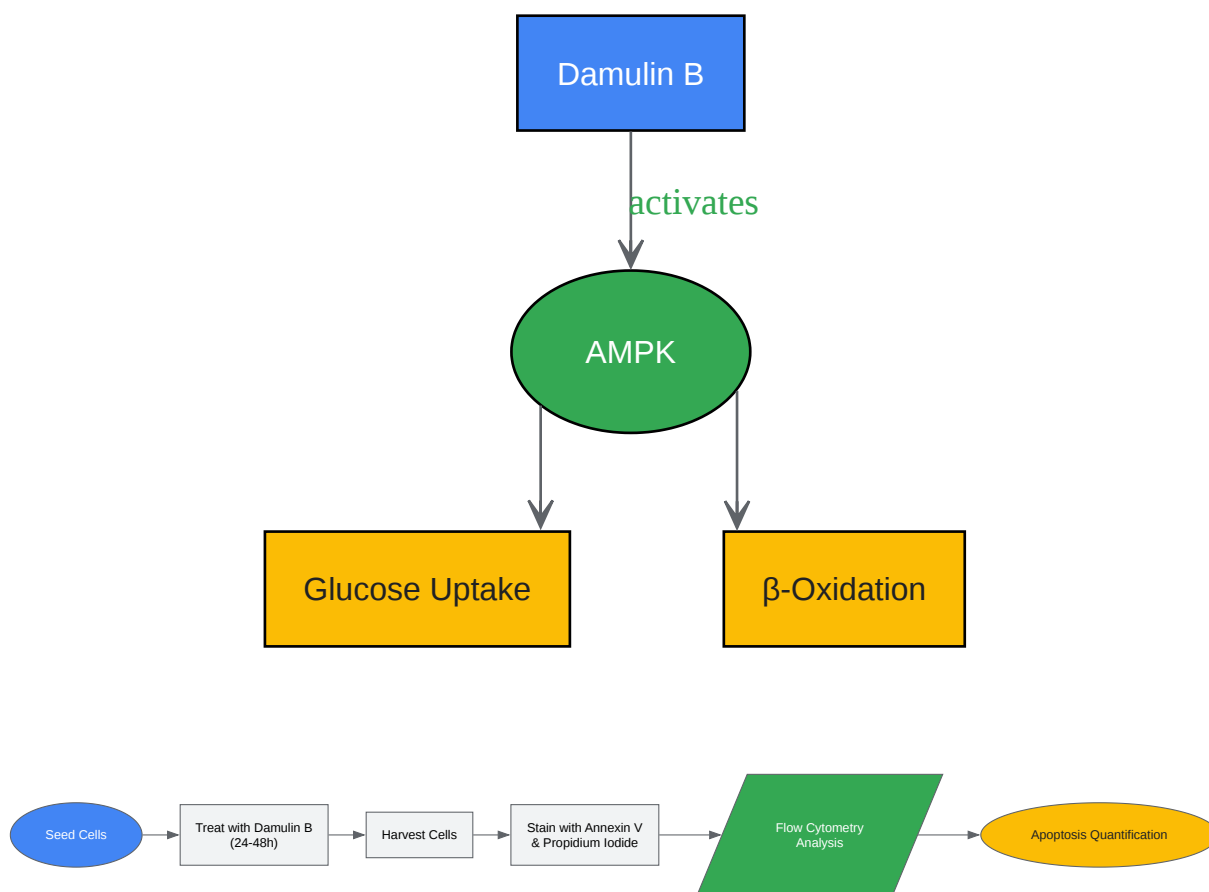 Damulin B
activates
AMPK
Glucose Uptake
β-Oxidation
Seed Cells
Treat with Damulin B
(24-48h)
Harvest Cells
Stain with Annexin V
& Propidium Iodide
Flow Cytometry
Analysis
Apoptosis Quantification